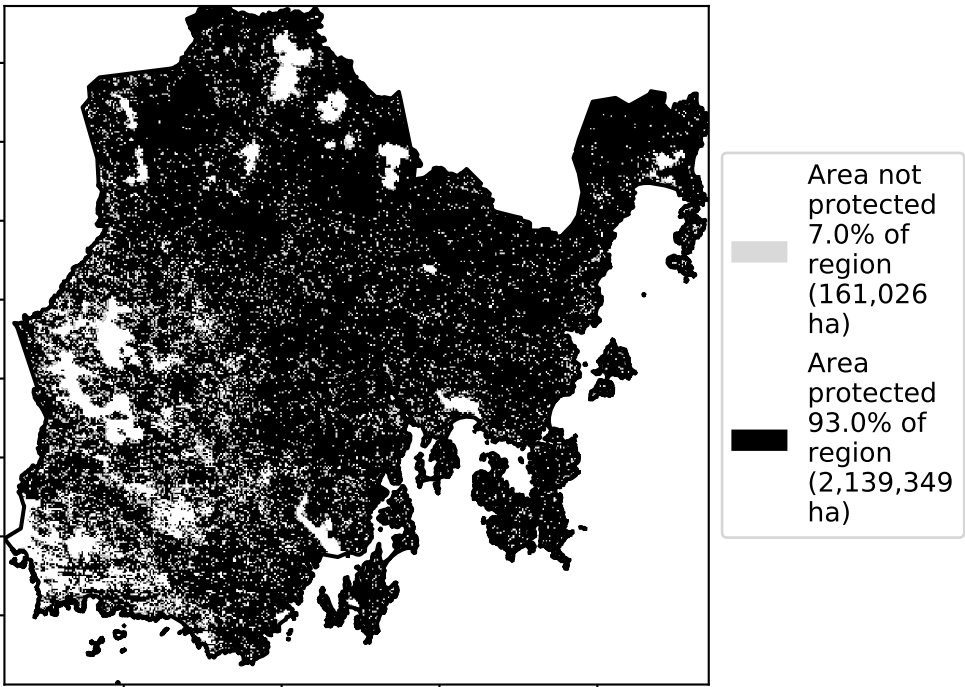 Area not
protected
7.0% of
region
(161,026
ha)
Area
protected
93.0% of
region
(2,139,349
ha)